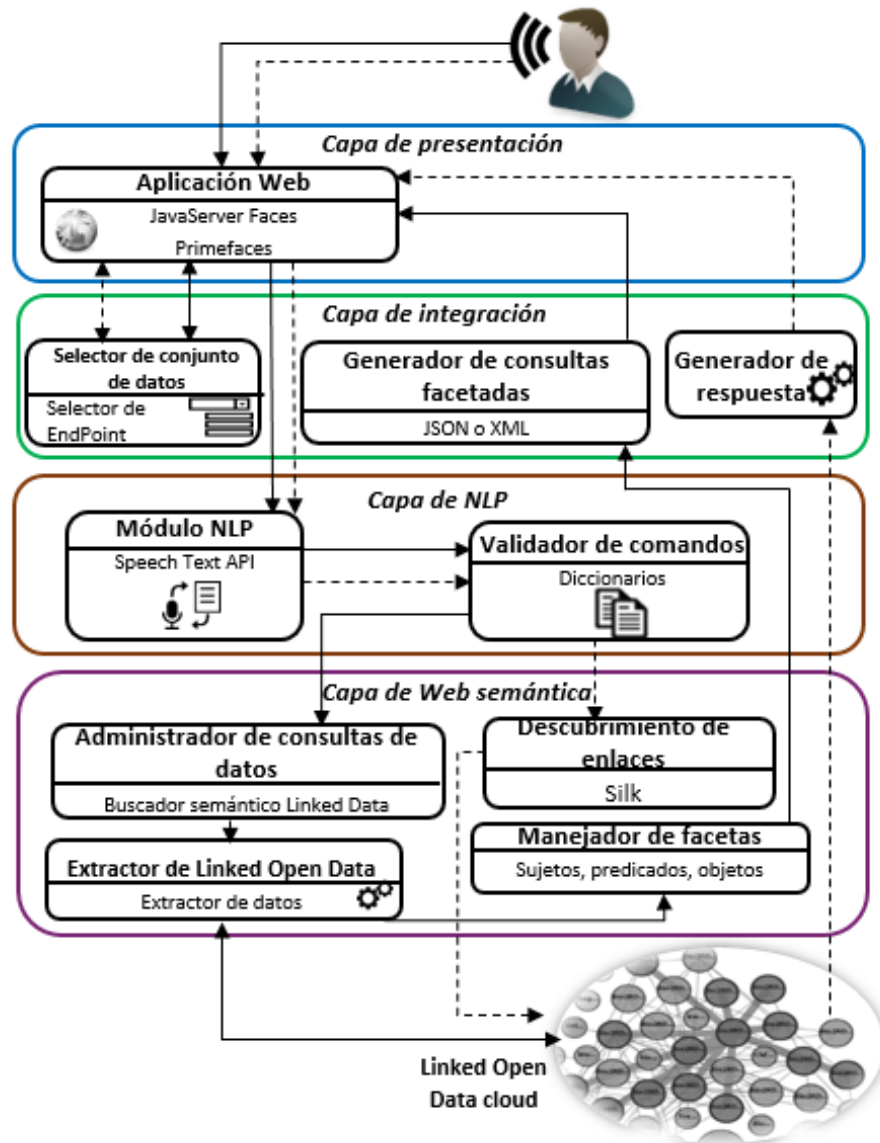 Capa de presentación
Aplicación Web
JavaServer Faces
Primefaces
Capa de integración
Selector de conjunto
de datos
Selector de
EndPoint
Generador de consultas
facetadas
JSON o XML
Generador de
respuesta
Capa de NLP
Módulo NLP
Speech Text API
Validador de comandos
Diccionarios
Capa de Web semántica
Administrador de consultas de
datos
Buscador semántico Linked Data
Descubrimiento de
enlaces
Silk
Extractor de Linked Open Data
Extractor de datos
Manejador de facetas
Sujetos, predicados, objetos
Linked Open
Data cloud